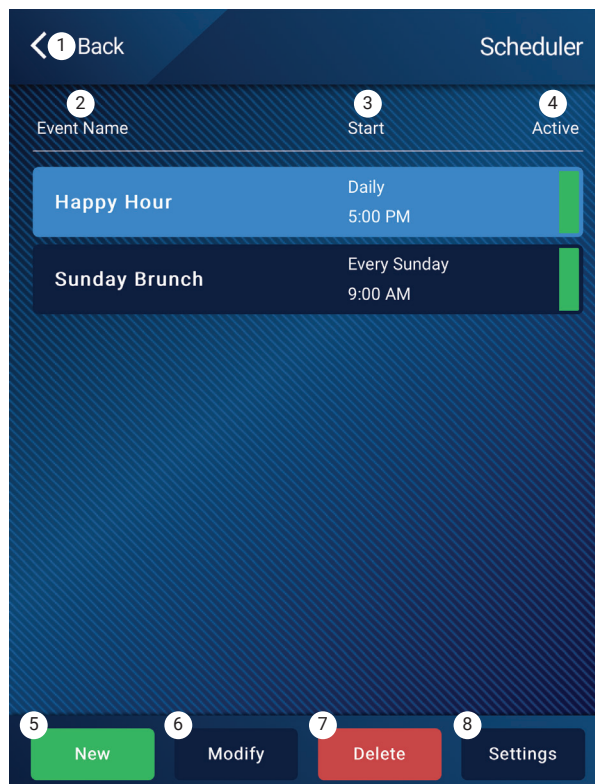 1 Back Scheduler
2 3 4
Event Name Start Active
Happy Hour Daily
5:00 PM
Sunday Brunch Every Sunday
9:00 AM
5 6 7 8
New Modify Delete Settings